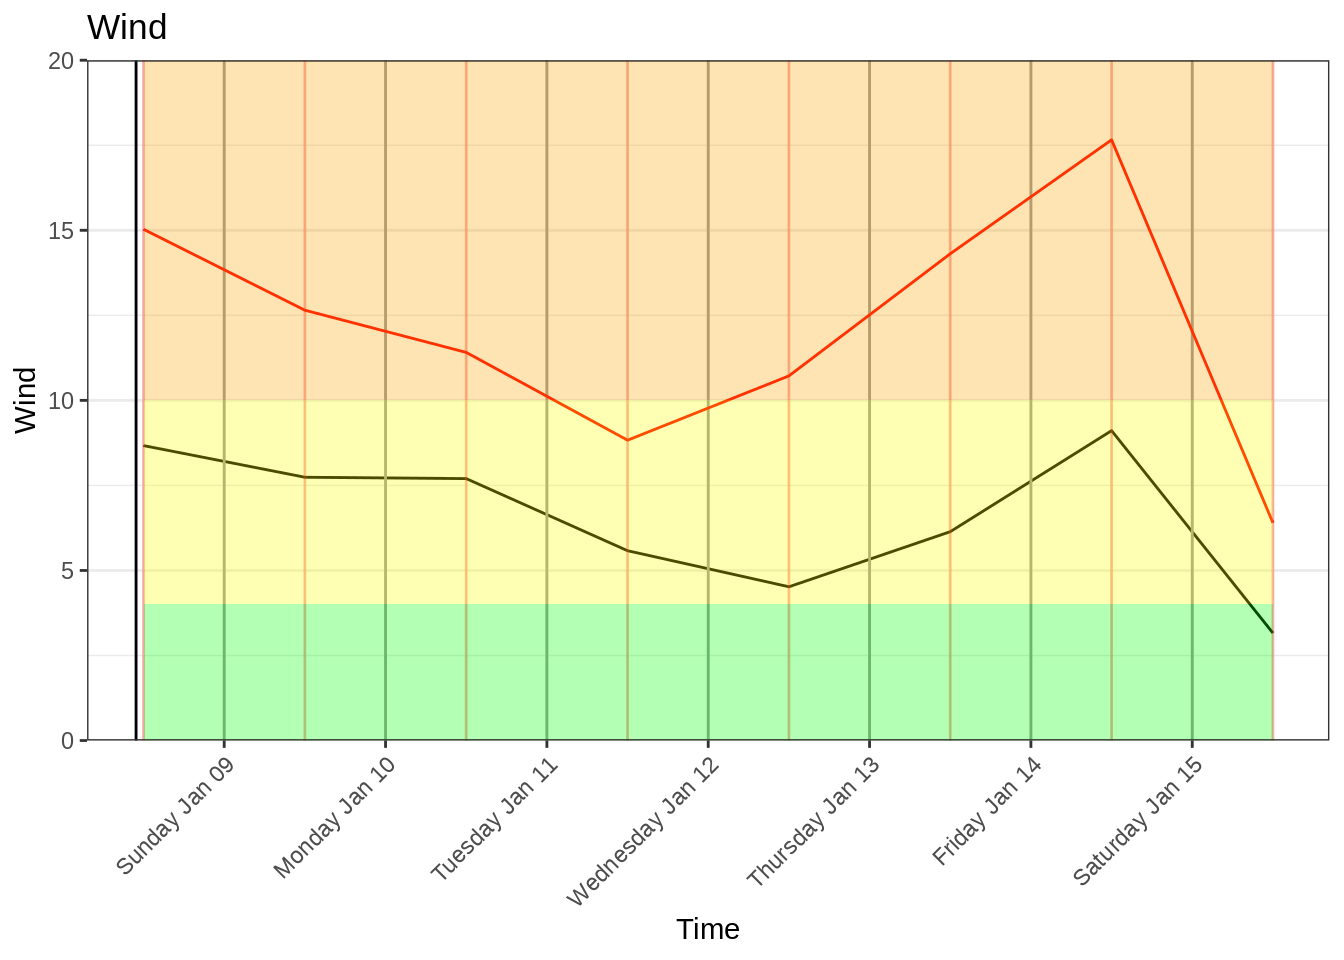 Wind
20
15
10
5
0
Wind
Sunday Jan 09
Monday Jan 10
Tuesday Jan 11
Wednesday Jan 12
Thursday Jan 13
Friday Jan 14
Saturday Jan 15
Time